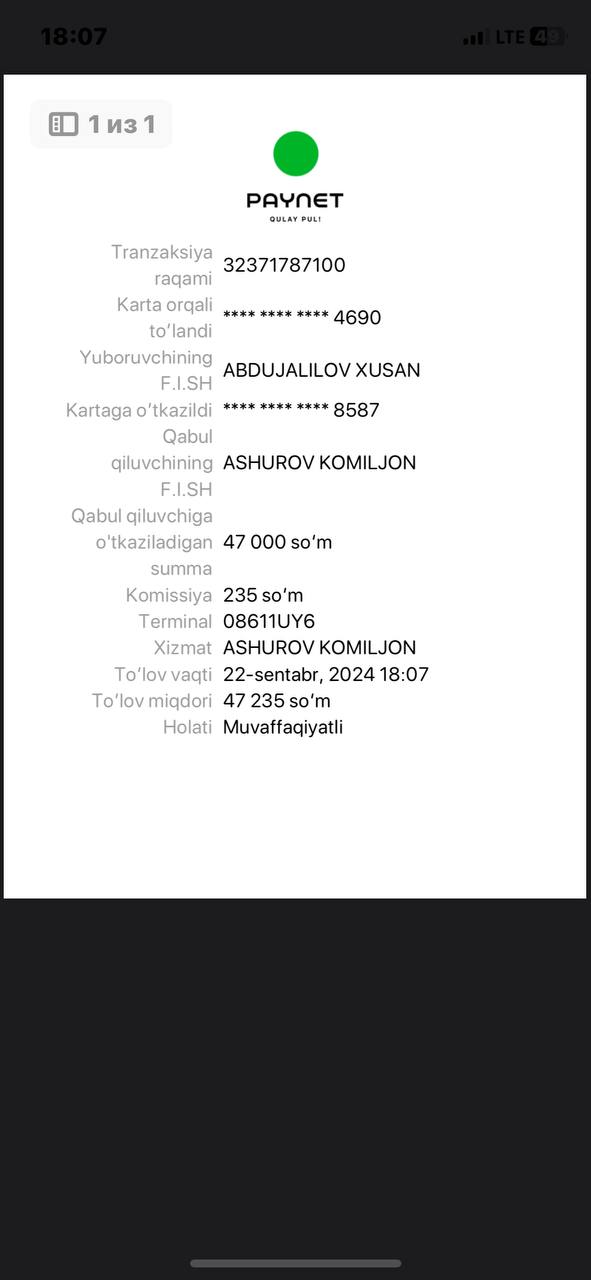 18:07
LTE 49
1 из 1
PAYNET
QULAY PUL!
Tranzaksiya
raqami
32371787100
Karta orqali
to‘landi
**** **** **** 4690
Yuboruvchining
F.I.SH
ABDUJALILOV XUSAN
Kartaga o‘tkazildi **** **** **** 8587
Qabul
qiluvchining
F.I.SH
ASHUROV KOMILJON
Qabul qiluvchiga
o'tkaziladigan
summa
47 000 so‘m
Komissiya 235 so‘m
Terminal 08611UY6
Xizmat ASHUROV KOMILJON
To‘lov vaqti 22-sentabr, 2024 18:07
To‘lov miqdori 47 235 so‘m
Holati Muvaffaqiyatli